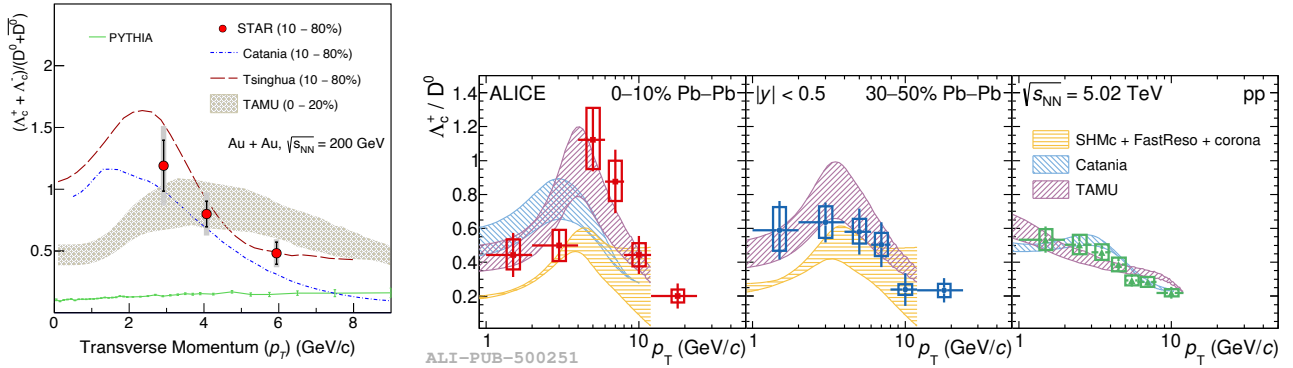 (Λc+ + Λc-)/(D0+D0)
2
1.5
1
0.5
PYTHIA
STAR (10 − 80%)
Catania (10 − 80%)
Tsinghua (10 − 80%)
TAMU (0 − 20%)
Au + Au, √sNN = 200 GeV
0 2 4 6 8
Transverse Momentum (pT) (GeV/c)
Λc+ / D0
1.4
1.2
1.0
0.8
0.6
0.4
0.2
ALICE 0–10% Pb–Pb
1 10
pT (GeV/c)
|y| < 0.5 30–50% Pb–Pb
1 10
pT (GeV/c)
√sNN = 5.02 TeV pp
SHMc + FastReso + corona
Catania
TAMU
1 10
pT (GeV/c)
ALI−PUB−500251